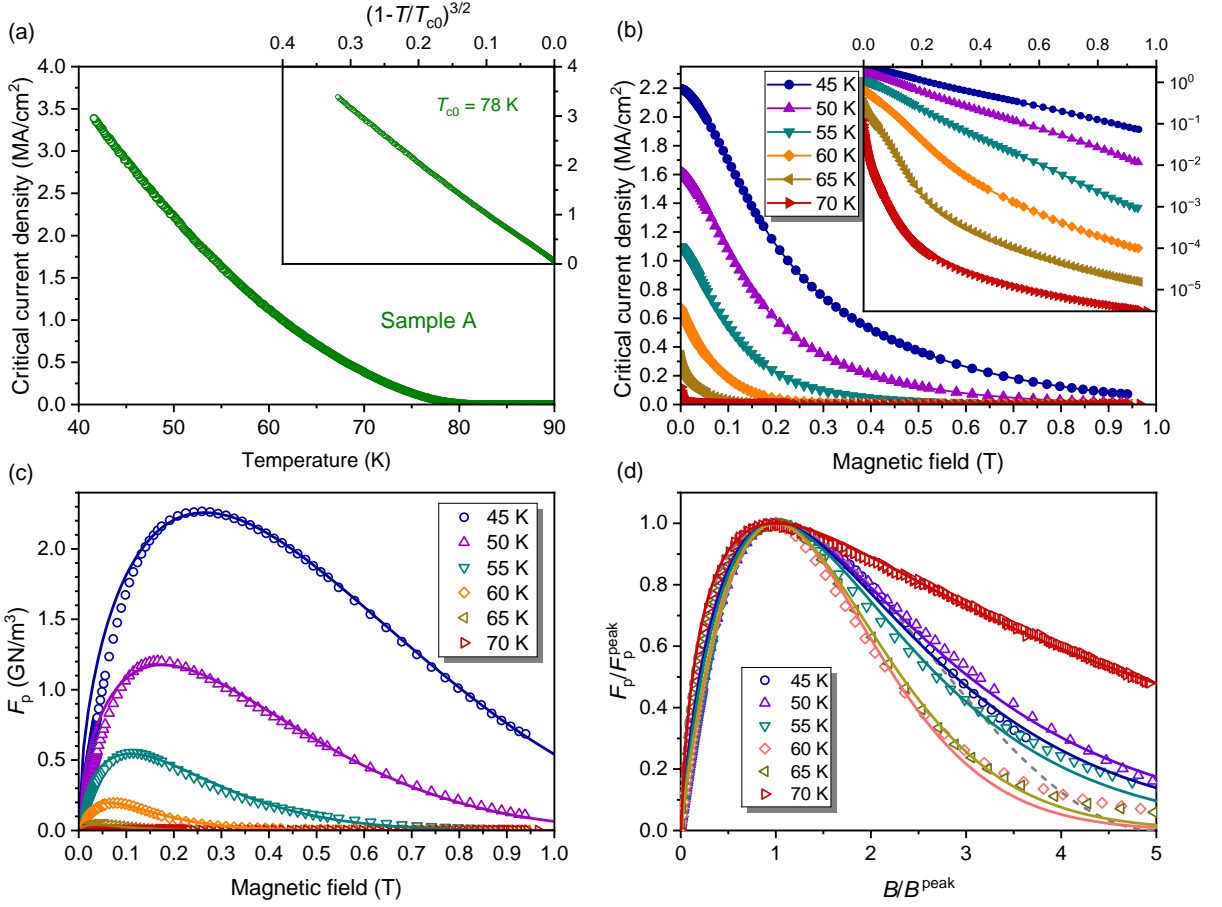 (a)
(1-T/Tc0)3/2
0.4 0.3 0.2 0.1 0.0
4.0
3.5
3.0
2.5
2.0
1.5
1.0
0.5
0.0
Critical current density (MA/cm2)
4
3
2
1
0
Tc0 = 78 K
Sample A
40 50 60 70 80 90
Temperature (K)
(b)
0.0 0.2 0.4 0.6 0.8 1.0
2.2
2.0
1.8
1.6
1.4
1.2
1.0
0.8
0.6
0.4
0.2
0.0
Critical current density (MA/cm2)
45 K
50 K
55 K
60 K
65 K
70 K
100
10-1
10-2
10-3
10-4
10-5
0.0 0.1 0.2 0.3 0.4 0.5 0.6 0.7 0.8 0.9 1.0
Magnetic field (T)
(c)
2.0
1.5
1.0
0.5
0.0
Fp (GN/m3)
45 K
50 K
55 K
60 K
65 K
70 K
0.0 0.1 0.2 0.3 0.4 0.5 0.6 0.7 0.8 0.9 1.0
Magnetic field (T)
(d)
1.0
0.8
0.6
0.4
0.2
0.0
Fp/Fppeak
45 K
50 K
55 K
60 K
65 K
70 K
0 1 2 3 4 5
B/Bpeak